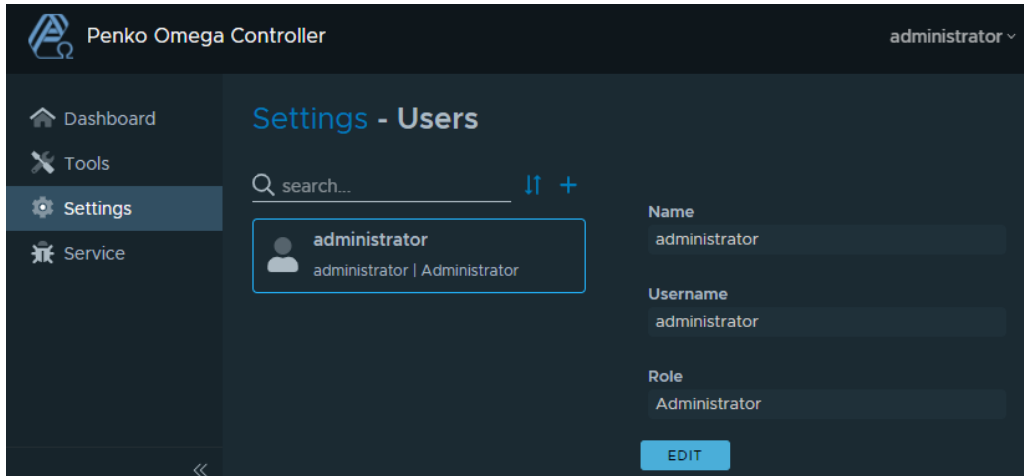 Penko Omega Controller
administrator
Dashboard
Tools
Settings
Service
Settings - Users
search...
administrator
administrator | Administrator
Name
administrator
Username
administrator
Role
Administrator
EDIT